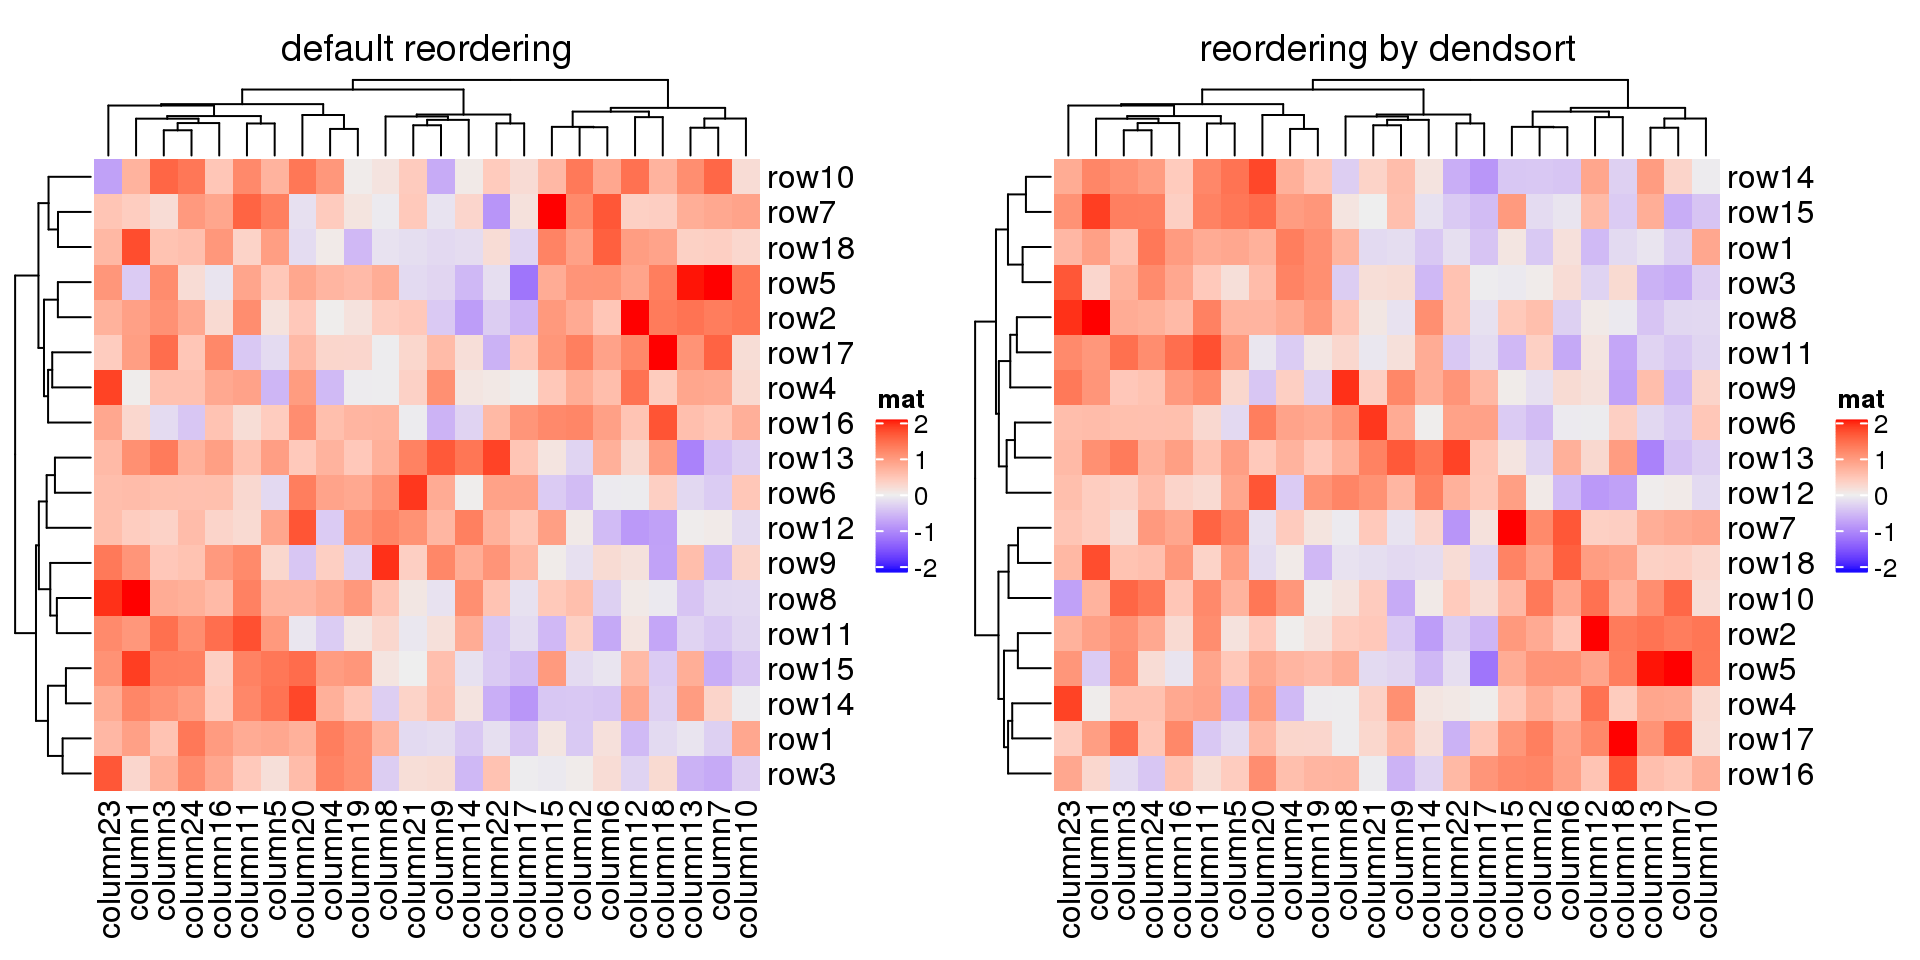 default reordering
row10
row7
row18
row5
row2
row17
row4
row16
row13
row6
row12
row9
row8
row11
row15
row14
row1
row3
column23
column1
column3
column24
column16
column11
column5
column20
column4
column19
column8
column21
column9
column14
column22
column17
column15
column2
column6
column12
column18
column13
column7
column10
mat
2
1
0
-1
-2
reordering by dendsort
row14
row15
row1
row3
row8
row11
row9
row6
row13
row12
row7
row18
row10
row2
row5
row4
row17
row16
column23
column1
column3
column24
column16
column11
column5
column20
column4
column19
column8
column21
column9
column14
column22
column17
column15
column2
column6
column12
column18
column13
column7
column10
mat
2
1
0
-1
-2